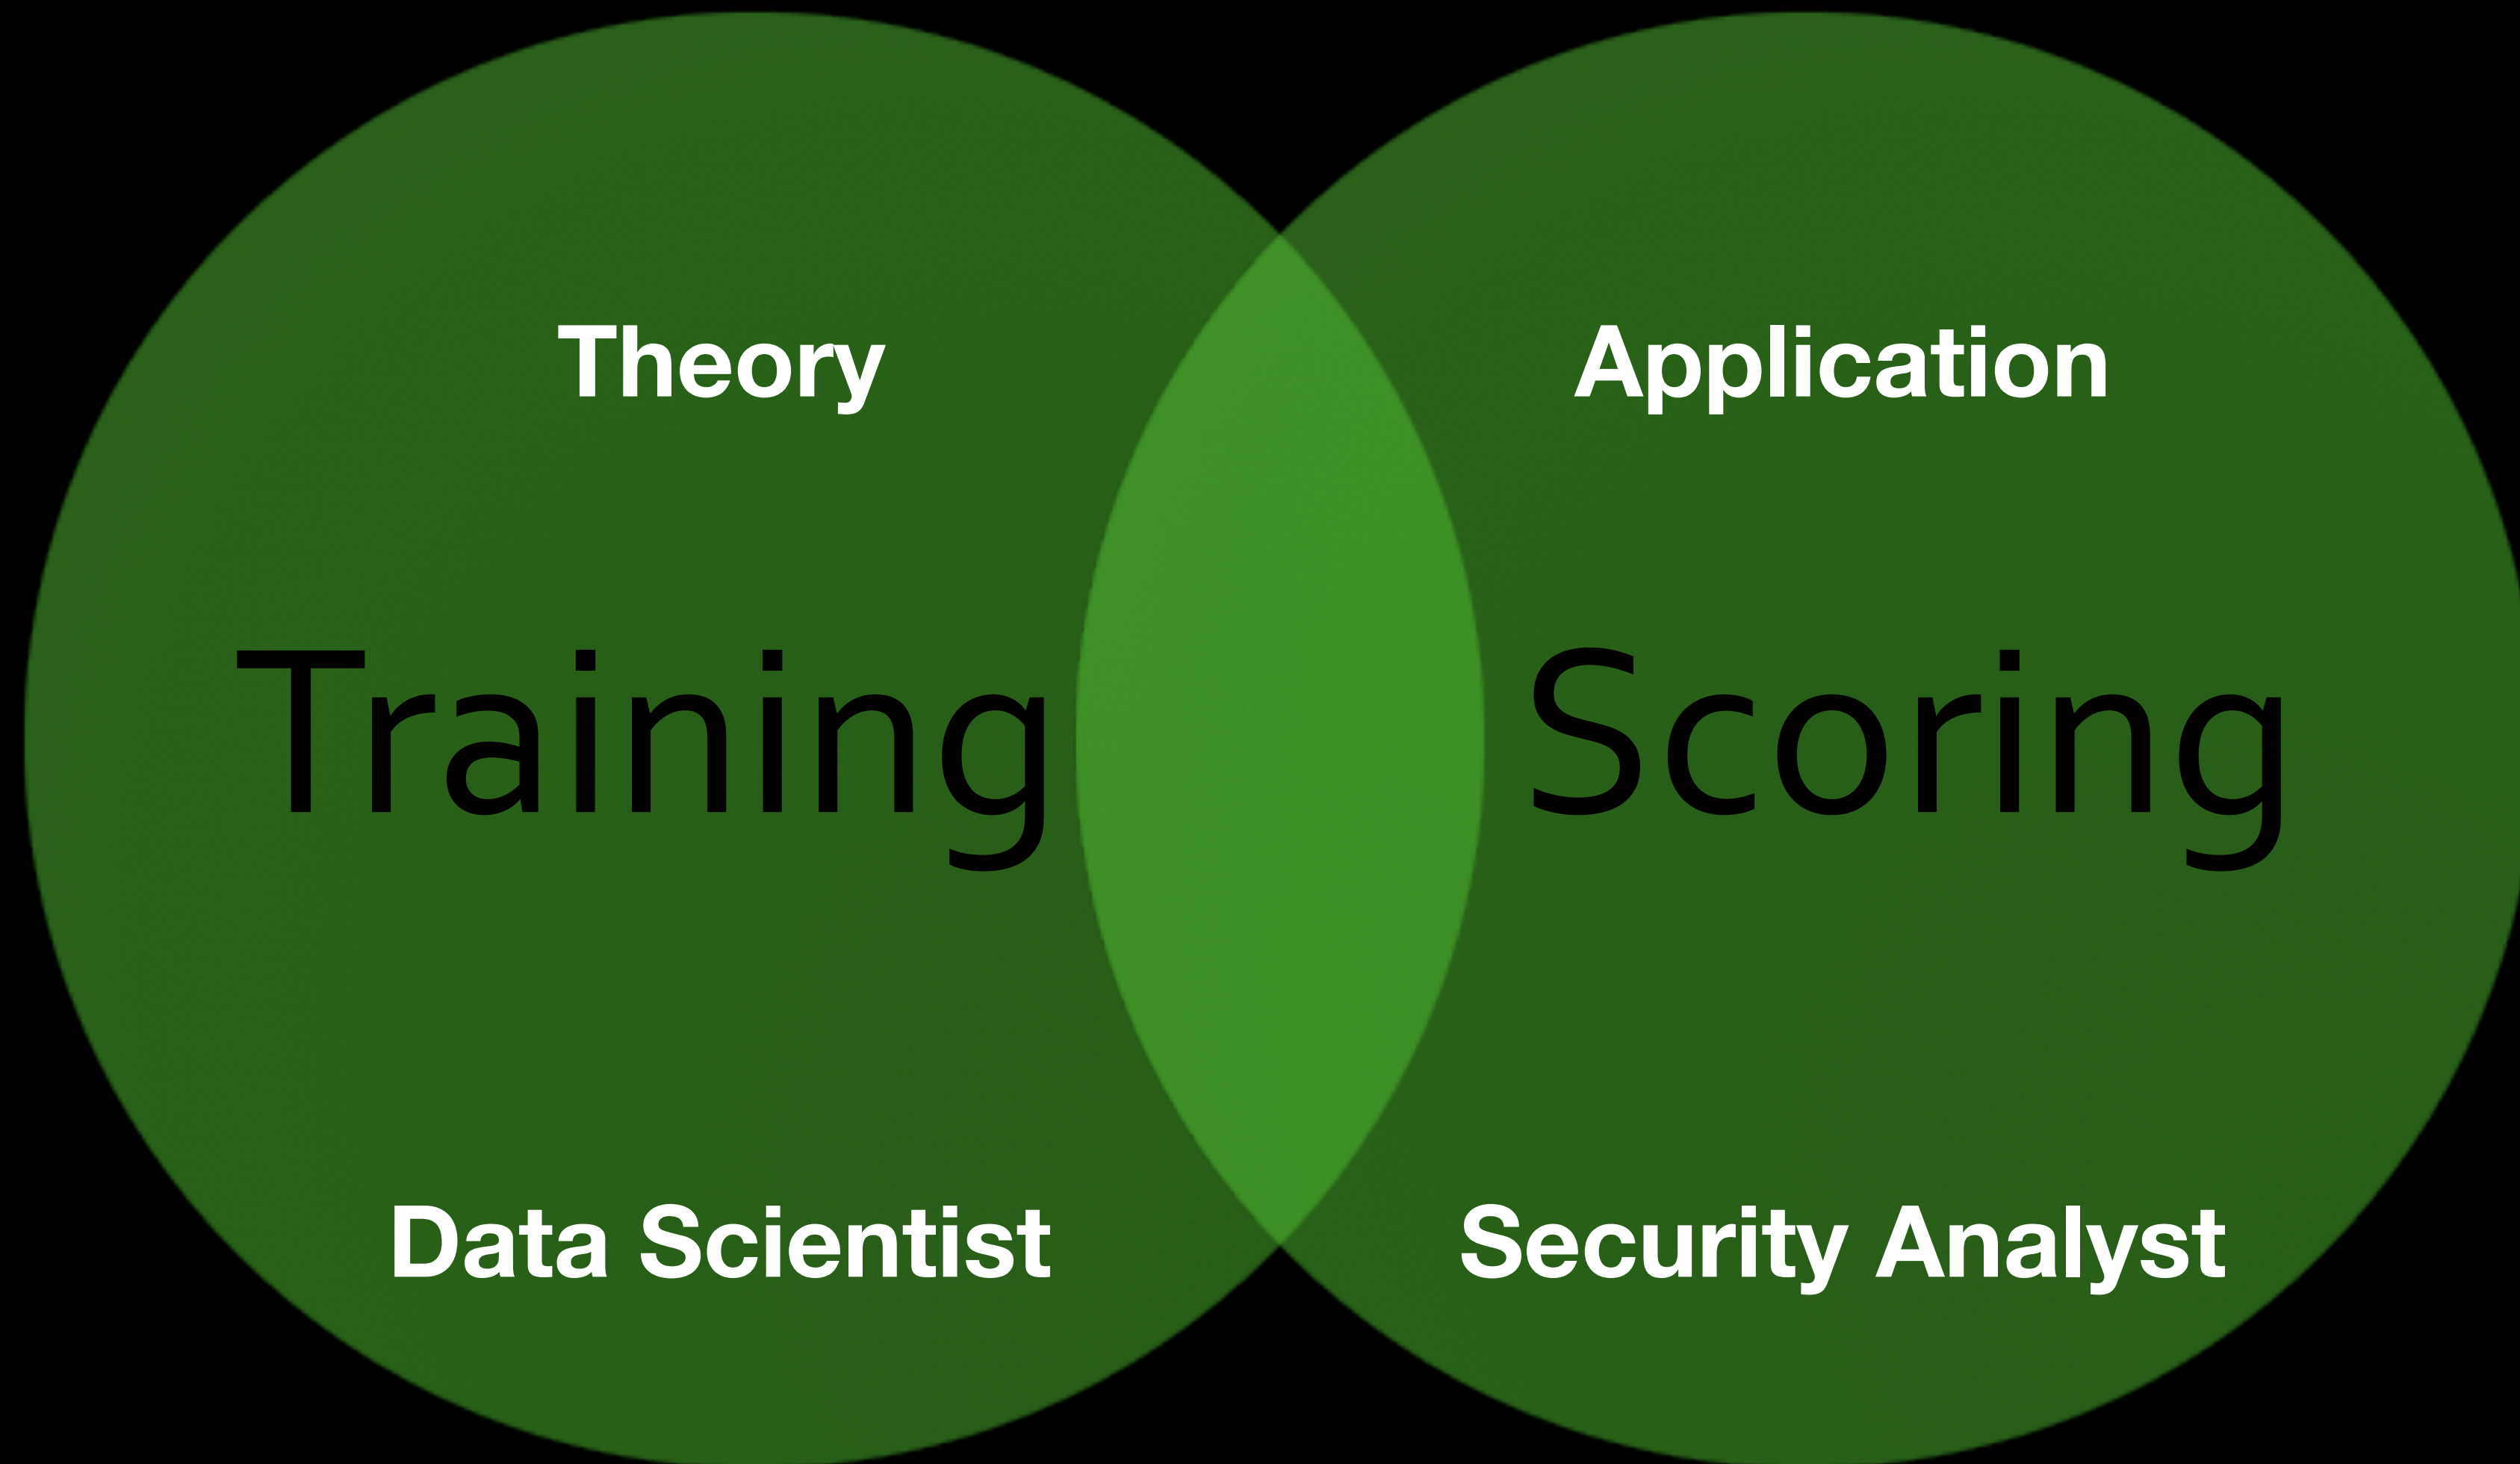 Theory
Application
Training
Scoring
Data Scientist
Security Analyst